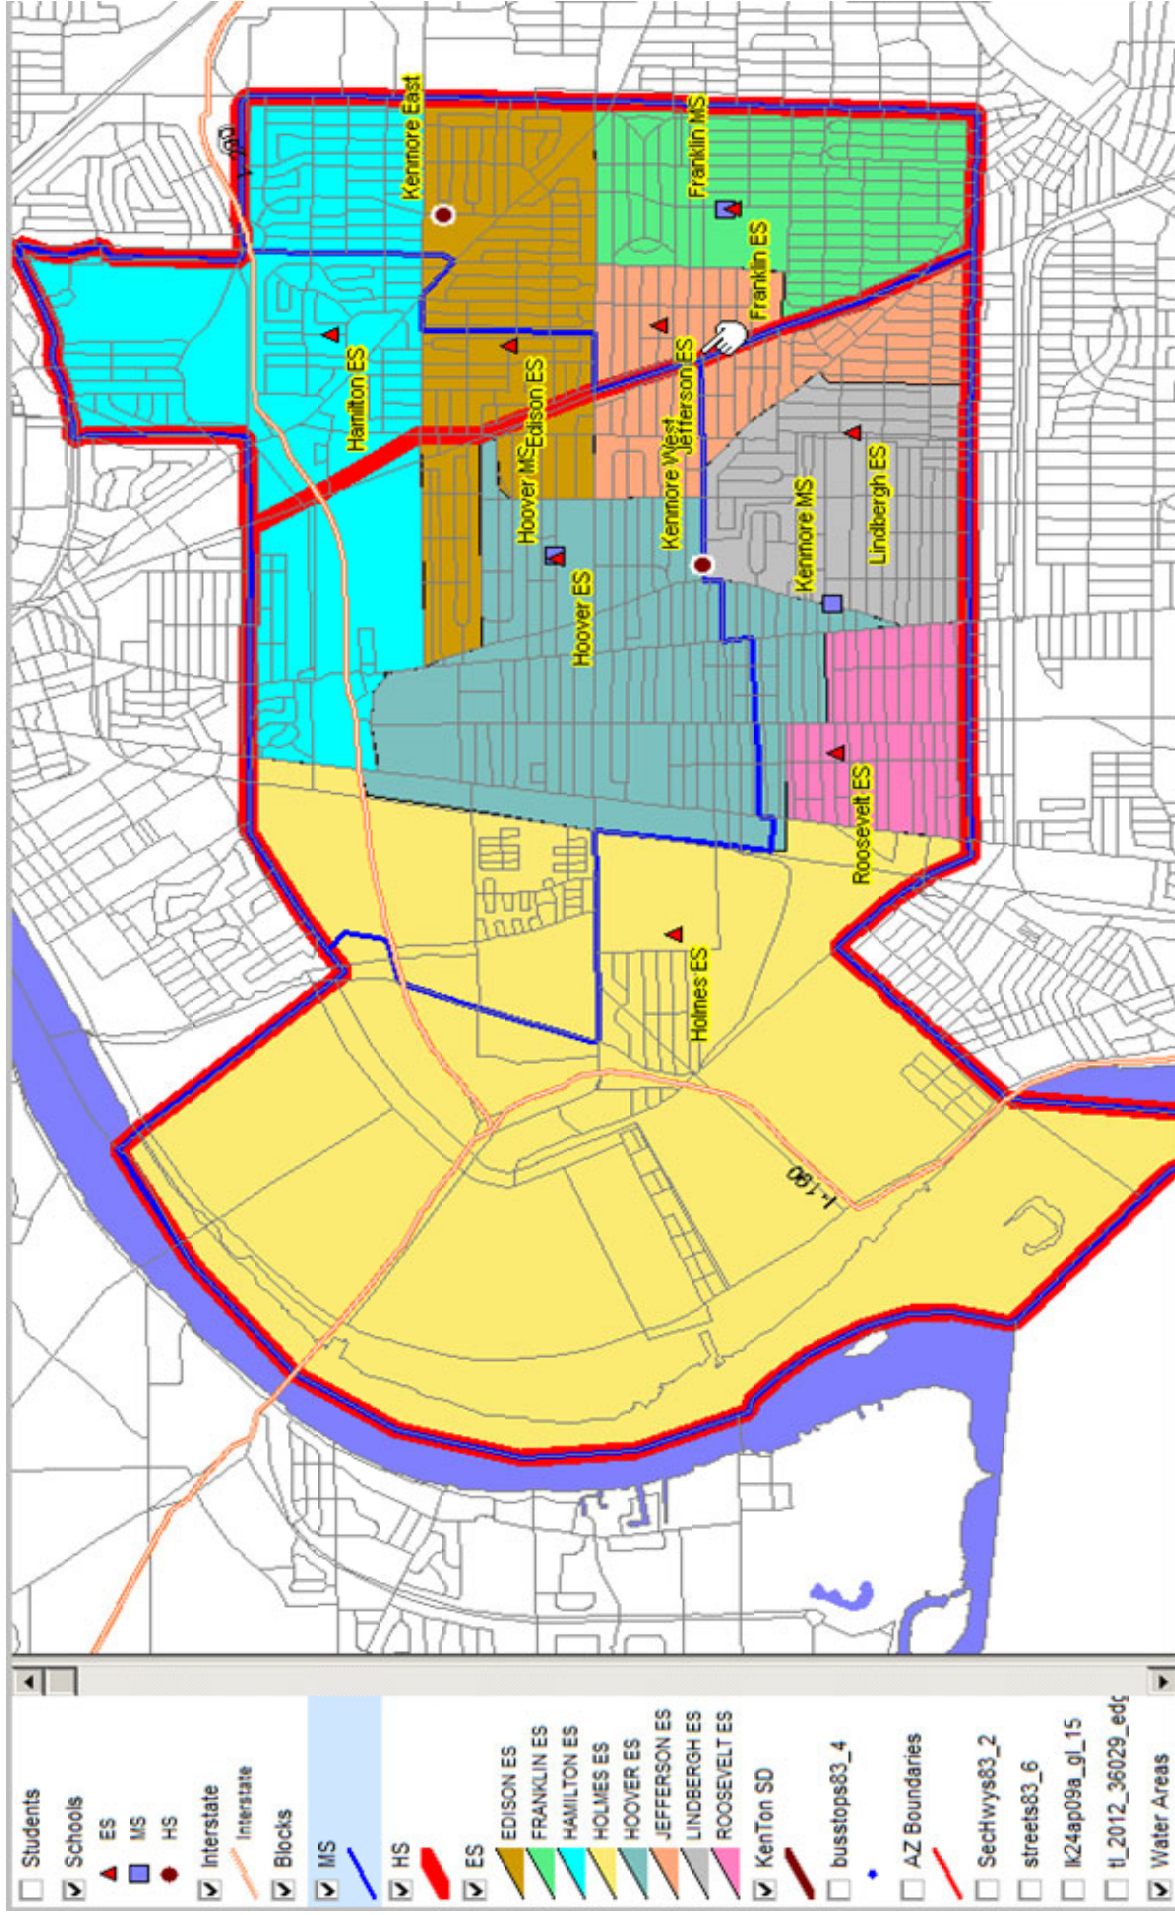 Students
Schools
ES
MS
HS
Interstate
Interstate
Blocks
MS
HS
ES
EDISON ES
FRANKLIN ES
HAMILTON ES
HOLMES ES
HOOVER ES
JEFFERSON ES
LINDBERGH ES
ROOSEVELT ES
KenTon SD
busstops83_4
AZ Boundaries
SecHwys83_2
streets83_6
lk24ap09a_gl_15
tl_2012_36029_edg
Water Areas
I-190
Holmes ES
Roosevelt ES
Hoover ES
Hoover MS
Kenmore MS
Lindbergh ES
Kenmore West
Jefferson ES
Edison ES
Hamilton ES
Franklin ES
Franklin MS
Kenmore East